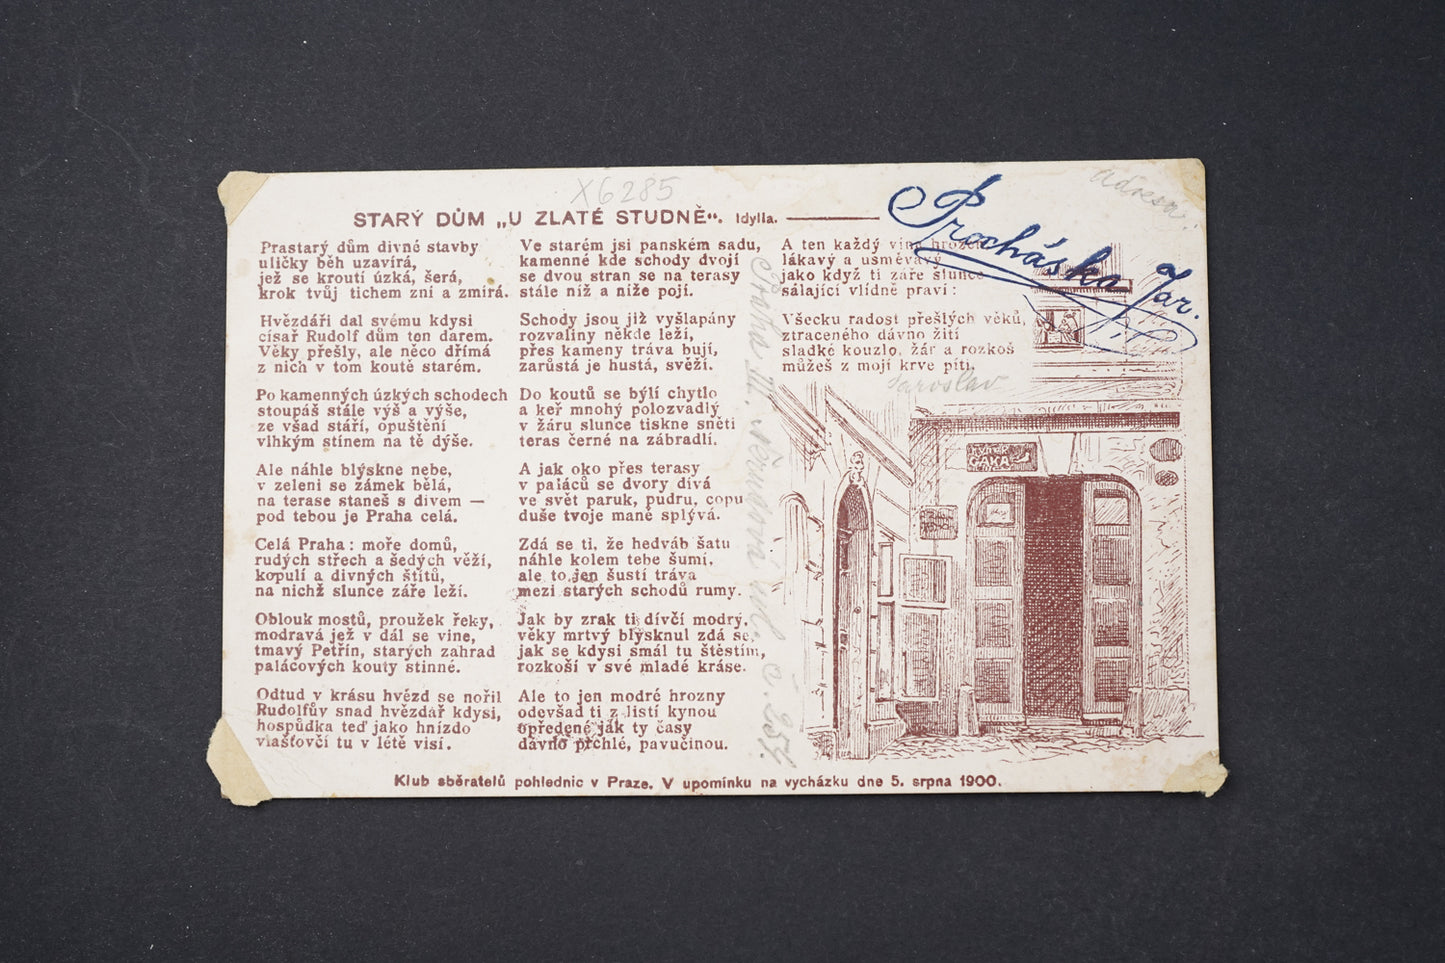 X6285
adresa:
STARÝ DŮM „U ZLATÉ STUDNĚ“. Idylla.
Procháska Jar.
Prastarý dům divné stavby
uličky běh uzavírá,
jež se kroutí úzká, šerá,
krok tvůj tichem zní a zmírá.
Hvězdáři dal svému kdysi
císař Rudolf dům ten darem.
Věky přešly, ale něco dřímá
z nich v tom koutě starém.
Po kamenných úzkých schodech
stoupáš stále výš a výše,
ze všad stáří, opuštění
vlhkým stínem na tě dýše.
Ale náhle blýskne nebe,
v zeleni se zámek bělá,
na terase staneš s divem —
pod tebou je Praha celá.
Celá Praha: moře domů,
rudých střech a šedých věží,
kopulí a divných štítů,
na nichž slunce záře leží.
Oblouk mostů, proužek řeky,
modravá jež v dál se vine,
tmavý Petřín, starých zahrad
palácových kouty stinné.
Odtud v krásu hvězd se nořil
Rudolfův snad hvězdář kdysi,
hospůdka teď jako hnízdo
vlaštovčí tu v létě visí.
Ve starém jsi panském sadu,
kamenné kde schody dvojí
se dvou stran se na terasy
stále níž a níže pojí.
Schody jsou již vyšlapány
rozvaliny někde leží,
přes kameny tráva bují,
zarůstá je hustá, svěží.
Do koutů se býlí chytlo
a keř mnohý polozvadlý
v žáru slunce tiskne sněti
teras černé na zábradlí.
A jak oko přes terasy
v paláců se dvory dívá
ve svět paruk, pudru, copu
duše tvoje maně splývá.
Zdá se ti, že hedváb šatu
náhle kolem tebe šumí,
ale to jen šustí tráva
mezi starých schodů rumy.
Jak by zrak ti dívčí modrý,
věky mrtvý blýsknul zdá se,
jak se kdysi smál tu štěstím,
rozkoší v své mladé kráse.
Ale to jen modré hrozny
odevšad ti z listí kynou
opředené jak ty časy
dávno prchlé, pavučinou.
A ten každý vína hrozen
lákavý a usměvavý
jako když ti záře slunce
sálající vlídně praví:
Všecku radost přešlých věků,
ztraceného dávno žití
sladké kouzlo, žár a rozkoš
můžeš z mojí krve píti.
Jaroslav
Praha III. ul. č. 257.
Klub sběratelů pohlednic v Praze. V upomínku na vycházku dne 5. srpna 1900.